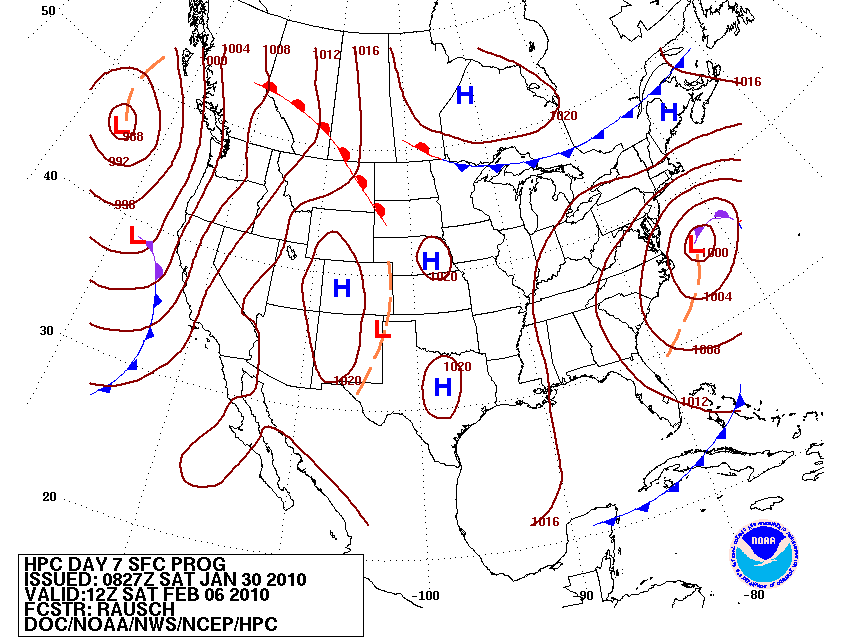 50
1004
1008
1012
1016
1000
1016
H
1020
H
L
988
992
40
996
L
L
1000
H
1020
H
1004
30
L
1008
1020
1020
H
1012
20
1016
NOAA
HPC DAY 7 SFC PROG
ISSUED: 0827Z SAT JAN 30 2010
VALID:12Z SAT FEB 06 2010
FCSTR: RAUSCH
DOC/NOAA/NWS/NCEP/HPC
-100
-90
-80